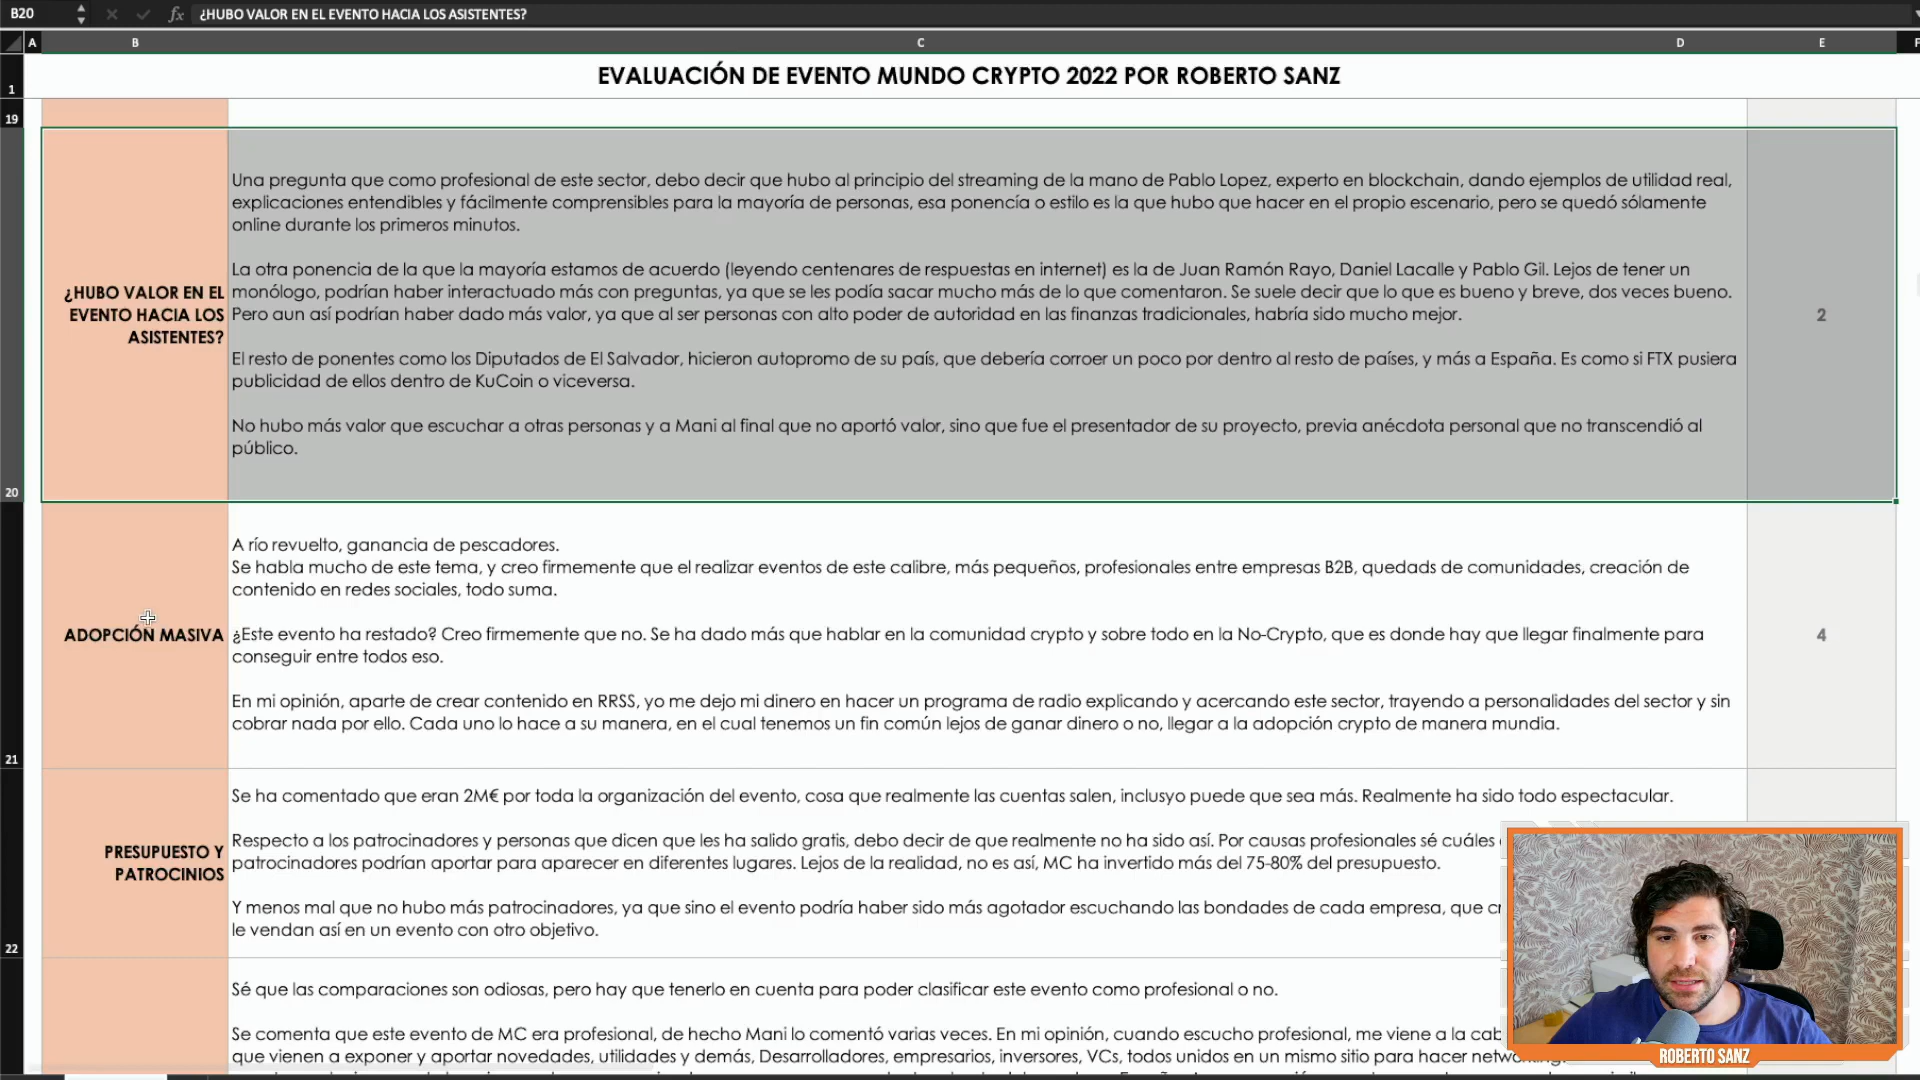 B20
fx ¿HUBO VALOR EN EL EVENTO HACIA LOS ASISTENTES?
A B C D E F
1 EVALUACIÓN DE EVENTO MUNDO CRYPTO 2022 POR ROBERTO SANZ
19
Una pregunta que como profesional de este sector, debo decir que hubo al principio del streaming de la mano de Pablo Lopez, experto en blockchain, dando ejemplos de utilidad real,
explicaciones entendibles y fácilmente comprensibles para la mayoría de personas, esa ponencía o estilo es la que hubo que hacer en el propio escenario, pero se quedó sólamente
online durante los primeros minutos.
La otra ponencia de la que la mayoría estamos de acuerdo (leyendo centenares de respuestas en internet) es la de Juan Ramón Rayo, Daniel Lacalle y Pablo Gil. Lejos de tener un
¿HUBO VALOR EN EL
EVENTO HACIA LOS
ASISTENTES?
monólogo, podrían haber interactuado más con preguntas, ya que se les podía sacar mucho más de lo que comentaron. Se suele decir que lo que es bueno y breve, dos veces bueno.
Pero aun así podrían haber dado más valor, ya que al ser personas con alto poder de autoridad en las finanzas tradicionales, habría sido mucho mejor.
2
El resto de ponentes como los Diputados de El Salvador, hicieron autopromo de su país, que debería corroer un poco por dentro al resto de países, y más a España. Es como si FTX pusiera
publicidad de ellos dentro de KuCoin o viceversa.
No hubo más valor que escuchar a otras personas y a Mani al final que no aportó valor, sino que fue el presentador de su proyecto, previa anécdota personal que no transcendió al
público.
20
A río revuelto, ganancia de pescadores.
Se habla mucho de este tema, y creo firmemente que el realizar eventos de este calibre, más pequeños, profesionales entre empresas B2B, quedads de comunidades, creación de
contenido en redes sociales, todo suma.
ADOPCIÓN MASIVA
¿Este evento ha restado? Creo firmemente que no. Se ha dado más que hablar en la comunidad crypto y sobre todo en la No-Crypto, que es donde hay que llegar finalmente para
conseguir entre todos eso.
4
En mi opinión, aparte de crear contenido en RRSS, yo me dejo mi dinero en hacer un programa de radio explicando y acercando este sector, trayendo a personalidades del sector y sin
cobrar nada por ello. Cada uno lo hace a su manera, en el cual tenemos un fin común lejos de ganar dinero o no, llegar a la adopción crypto de manera mundia.
21
Se ha comentado que eran 2M€ por toda la organización del evento, cosa que realmente las cuentas salen, inclusyo puede que sea más. Realmente ha sido todo espectacular.
PRESUPUESTO Y
PATROCINIOS
Respecto a los patrocinadores y personas que dicen que les ha salido gratis, debo decir de que realmente no ha sido así. Por causas profesionales sé cuáles
patrocinadores podrían aportar para aparecer en diferentes lugares. Lejos de la realidad, no es así, MC ha invertido más del 75-80% del presupuesto.
Y menos mal que no hubo más patrocinadores, ya que sino el evento podría haber sido más agotador escuchando las bondades de cada empresa, que
le vendan así en un evento con otro objetivo.
22
Sé que las comparaciones son odiosas, pero hay que tenerlo en cuenta para poder clasificar este evento como profesional o no.
Se comenta que este evento de MC era profesional, de hecho Mani lo comentó varias veces. En mi opinión, cuando escucho profesional, me viene a la
que vienen a exponer y aportar novedades, utilidades y demás, Desarrolladores, empresarios, inversores, VCs, todos unidos en un mismo sitio para hacer networking.
ROBERTO SANZ